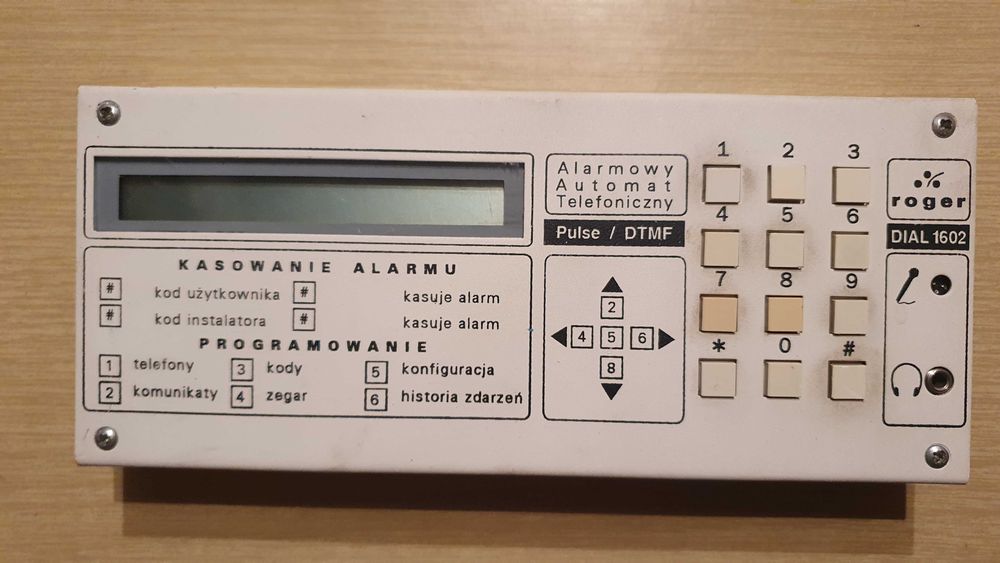 Alarmowy
Automat
Telefoniczny
Pulse / DTMF
KASOWANIE ALARMU
# kod użytkownika # kasuje alarm
# kod instalatora # kasuje alarm
PROGRAMOWANIE
1 telefony 3 kody 5 konfiguracja
2 komunikaty 4 zegar 6 historia zdarzeń
2
4 5 6
8
1 2 3
4 5 6
7 8 9
* 0 #
roger
DIAL 1602